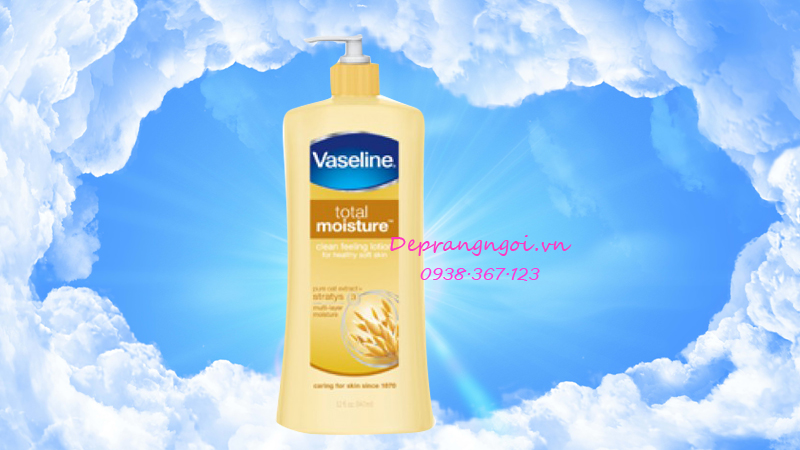 Vaseline.
total
moisture™
clean feeling lotion
for healthy soft skin
Deprangngoi.vn
0938-367-123
pure oat extract +
stratys
multi-layer
moisture
caring for skin since 1870